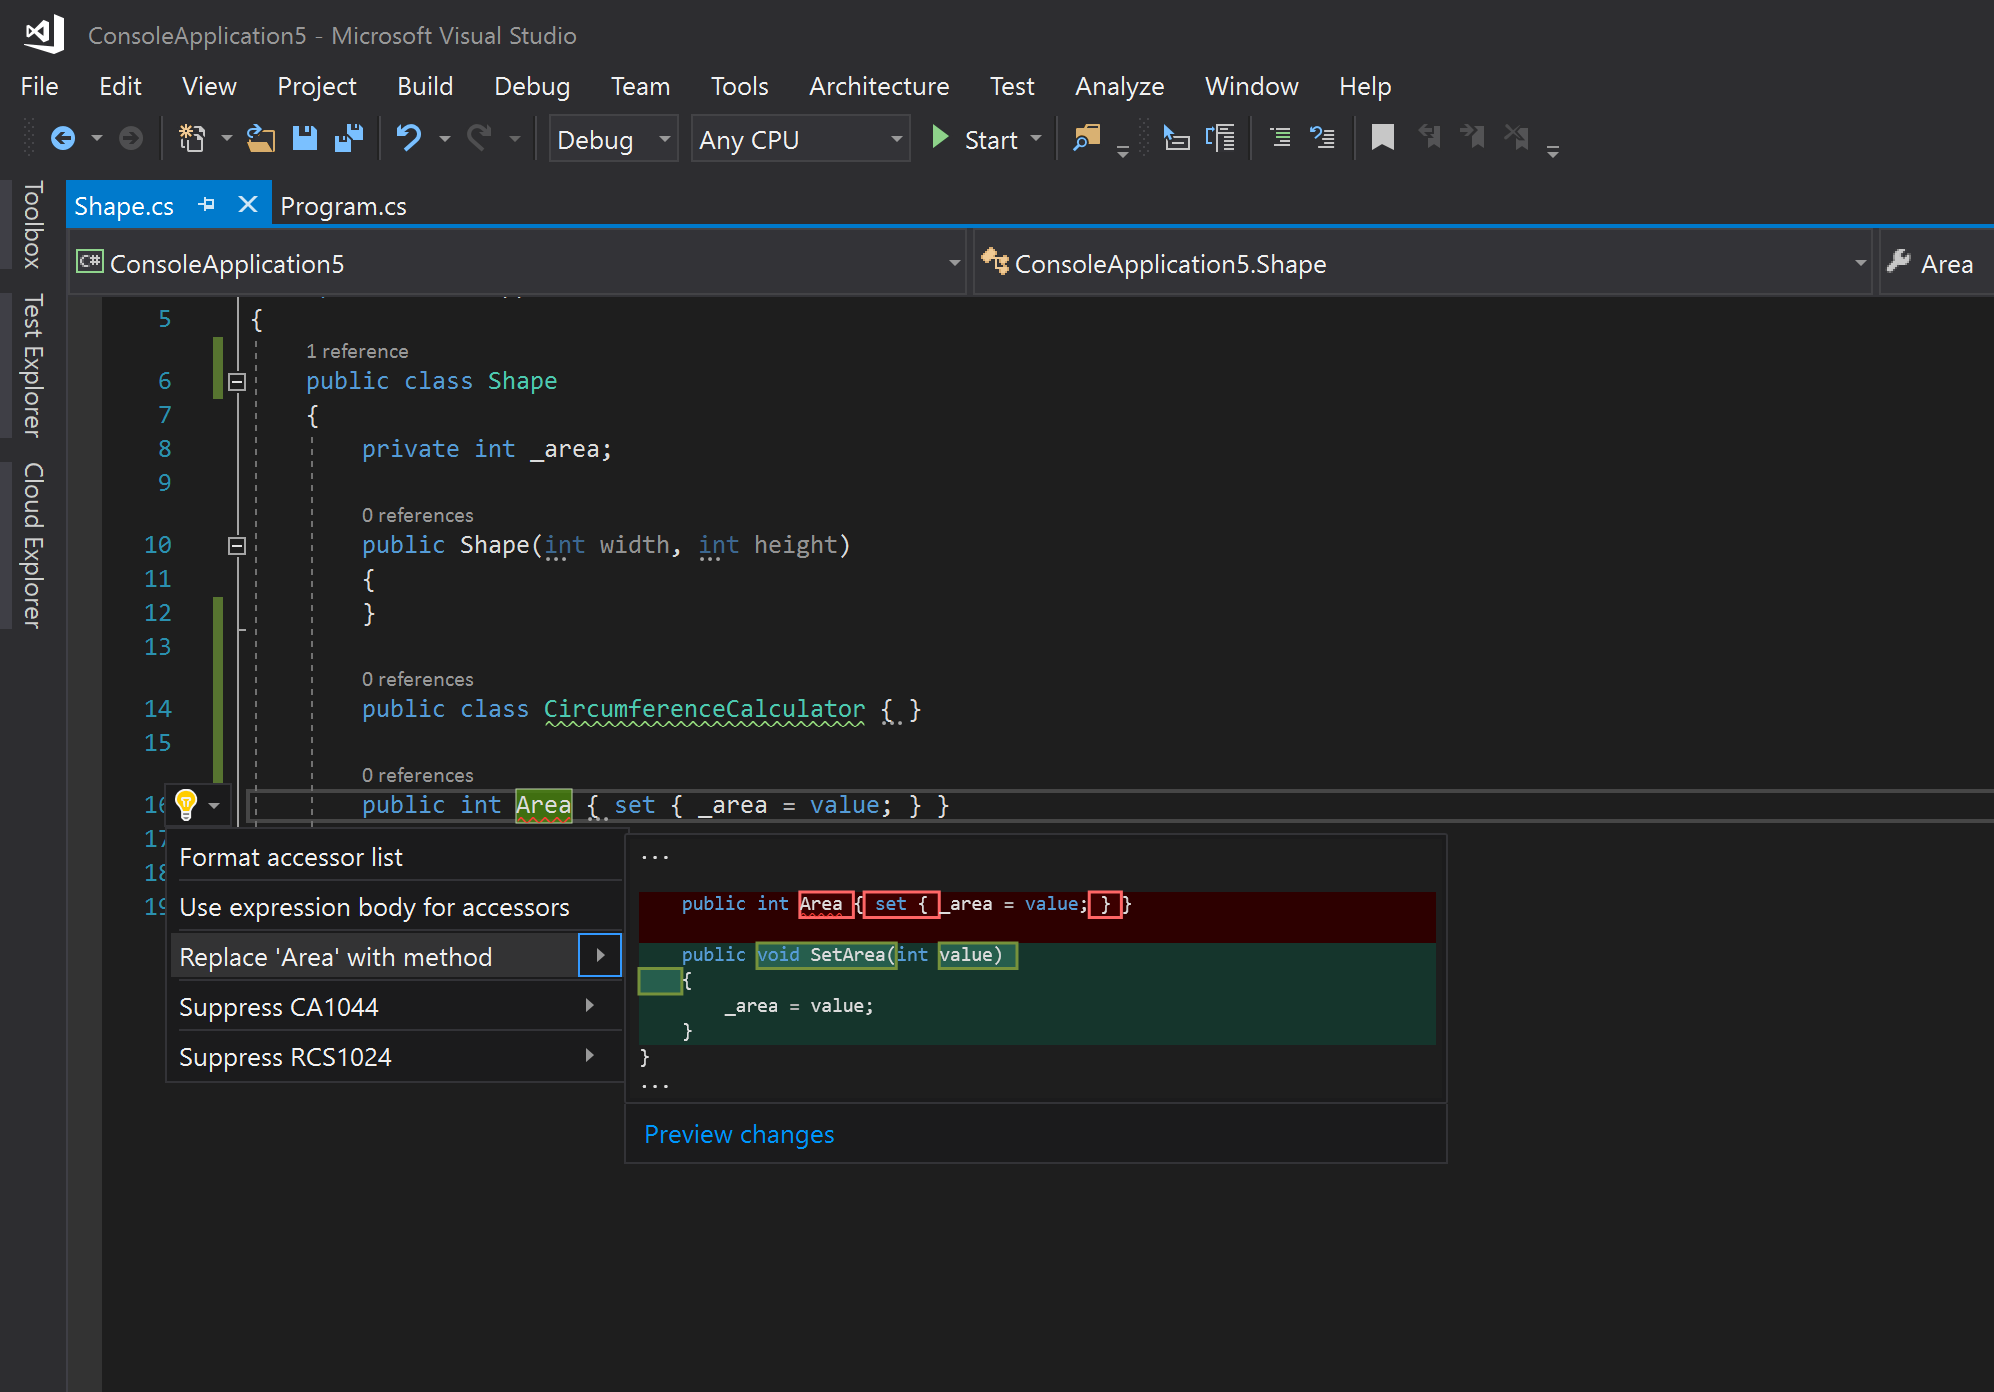 ConsoleApplication5 - Microsoft Visual Studio
File Edit View Project Build Debug Team Tools Architecture Test Analyze Window Help
Debug Any CPU Start
Toolbox
Test Explorer
Cloud Explorer
Shape.cs Program.cs
C# ConsoleApplication5 ConsoleApplication5.Shape Area
5 {
1 reference
6 public class Shape
7 {
8 private int _area;
9
0 references
10 public Shape(int width, int height)
11 {
12 }
13
0 references
14 public class CircumferenceCalculator { }
15
0 references
16 public int Area { set { _area = value; } }
17
18
19
Format accessor list
Use expression body for accessors
Replace 'Area' with method
Suppress CA1044
Suppress RCS1024
...
public int Area { set { _area = value; } }
public void SetArea(int value)
{
_area = value;
}
}
...
Preview changes